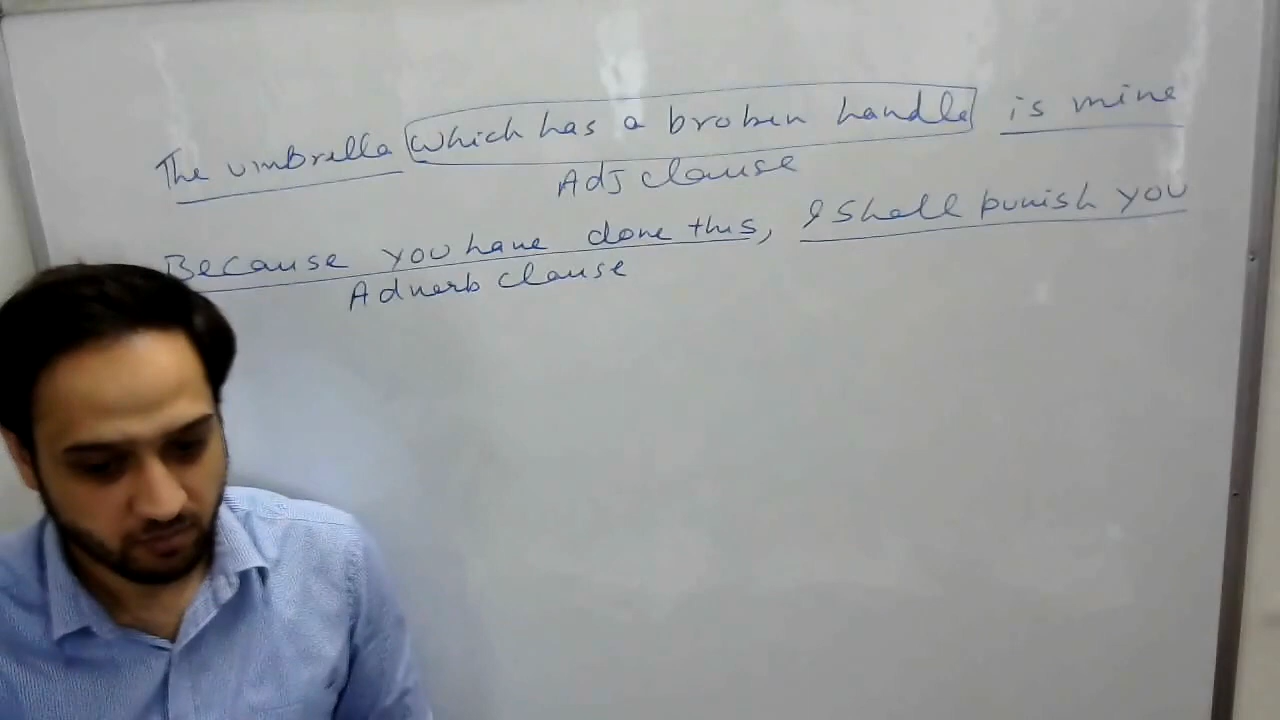 The umbrella which has a broken handle is mine
Adj clause
Because you have done this, I shall punish you
Adverb clause